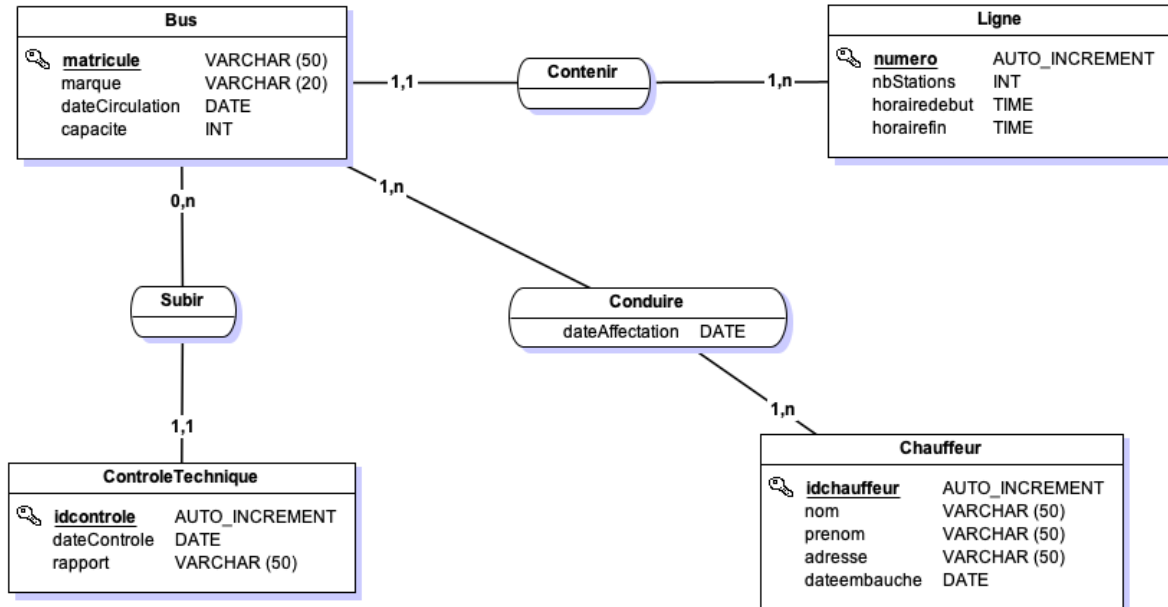 Bus
matricule VARCHAR (50)
marque VARCHAR (20)
dateCirculation DATE
capacite INT
1,1
Contenir
1,n
Ligne
numero AUTO_INCREMENT
nbStations INT
horairedebut TIME
horairefin TIME
0,n
1,n
Subir
Conduire
dateAffectation DATE
1,1
1,n
ControleTechnique
idcontrole AUTO_INCREMENT
dateControle DATE
rapport VARCHAR (50)
Chauffeur
idchauffeur AUTO_INCREMENT
nom VARCHAR (50)
prenom VARCHAR (50)
adresse VARCHAR (50)
dateembauche DATE